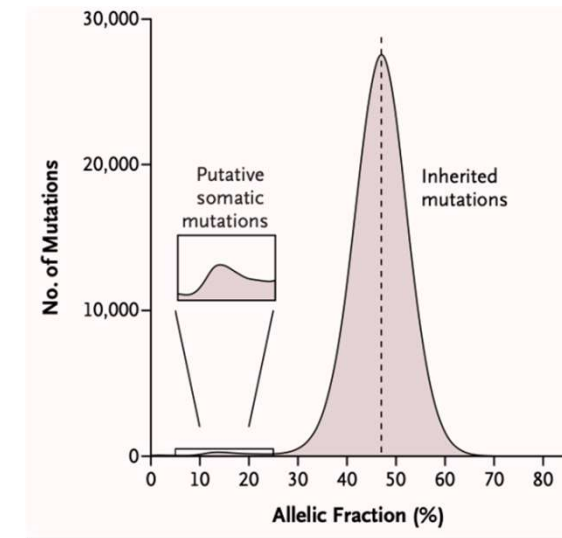 30,000
20,000
10,000
0
No. of Mutations
Putative
somatic
mutations
Inherited
mutations
0 10 20 30 40 50 60 70 80
Allelic Fraction (%)